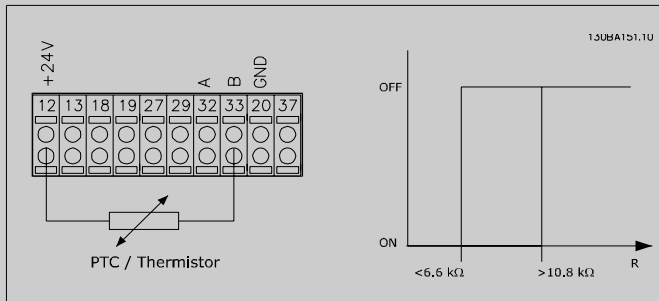 130BA151.10
+24V
A
B
GND
12 13 18 19 27 29 32 33 20 37
PTC / Thermistor
OFF
ON
R
<6.6 kΩ
>10.8 kΩ